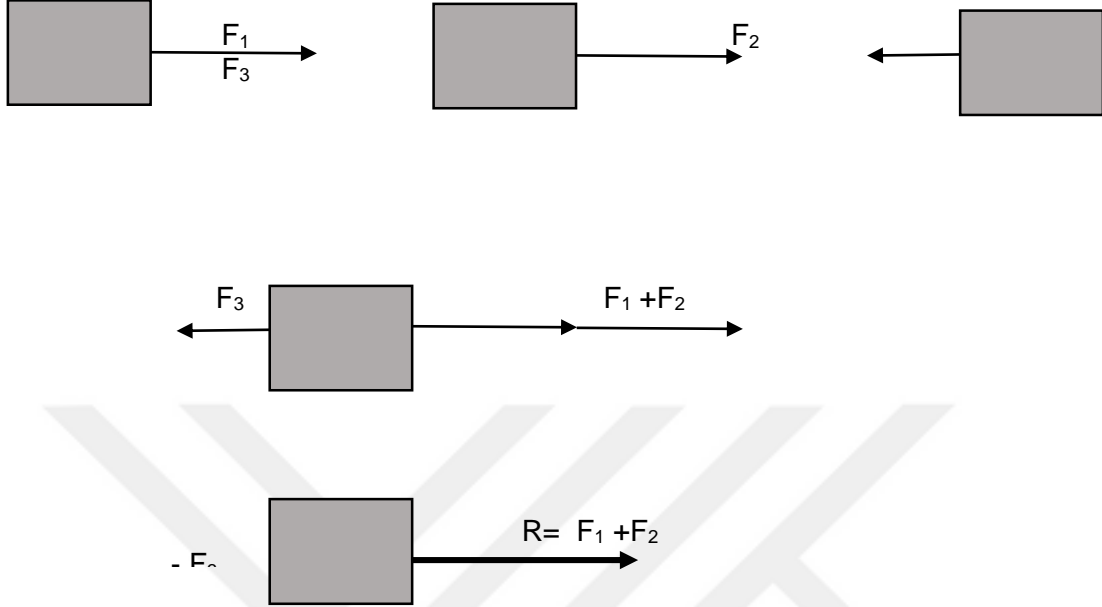 F₁
F₃
F₂
F₃
F₁ +F₂
R= F₁ +F₂